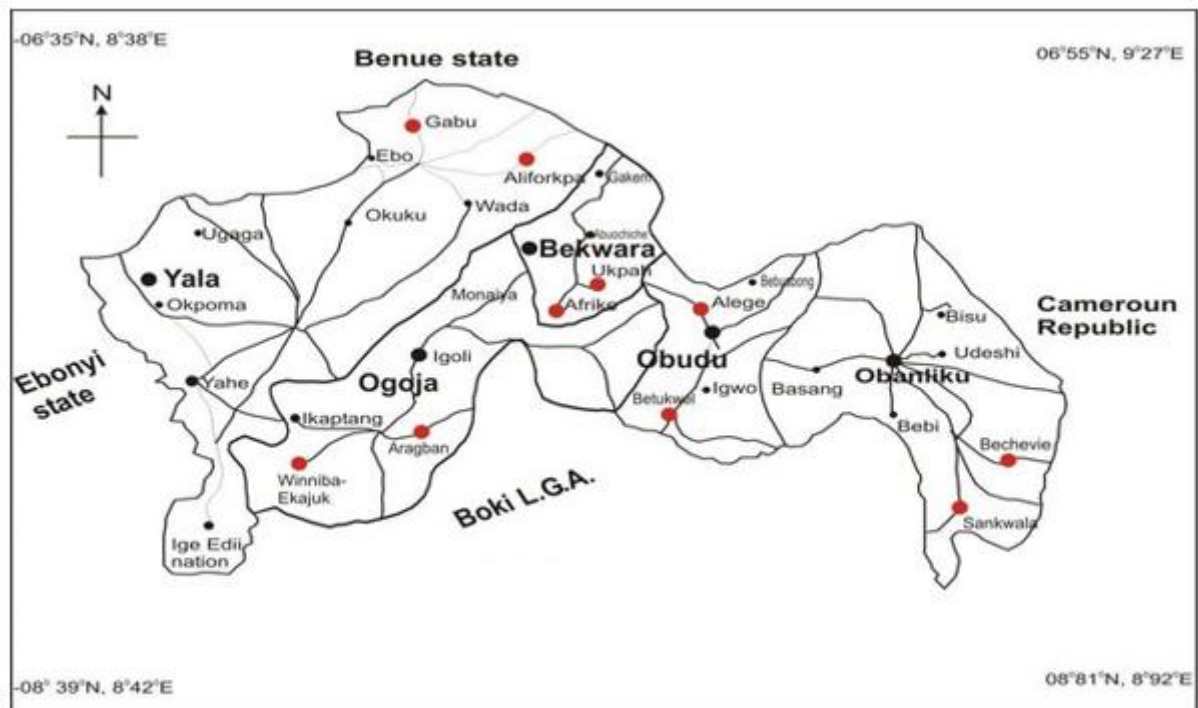 -06°35°N, 8°38°E
06°55°N, 9°27°E
Benue state
N
Gabu
Ebo
Aliforkpa
Gakem
Wada
Okuku
Ugaga
Abuochiche
Bekwara
Yala
Ukpah
Monaiya
Okpoma
Afrike
Alege
Cameroun
Republic
Bisu
Obudu
Igoli
Udeshi
Ebonyi
state
Yahe
Ogoja
Igwo
Basang
Obanliku
Betukwol
Ikaptang
Bebi
Aragban
Bechevie
Winniba-
Ekajuk
Boki L.G.A.
Sankwala
Ige Edii
nation
-08° 39°N, 8°42°E
08°81°N, 8°92°E